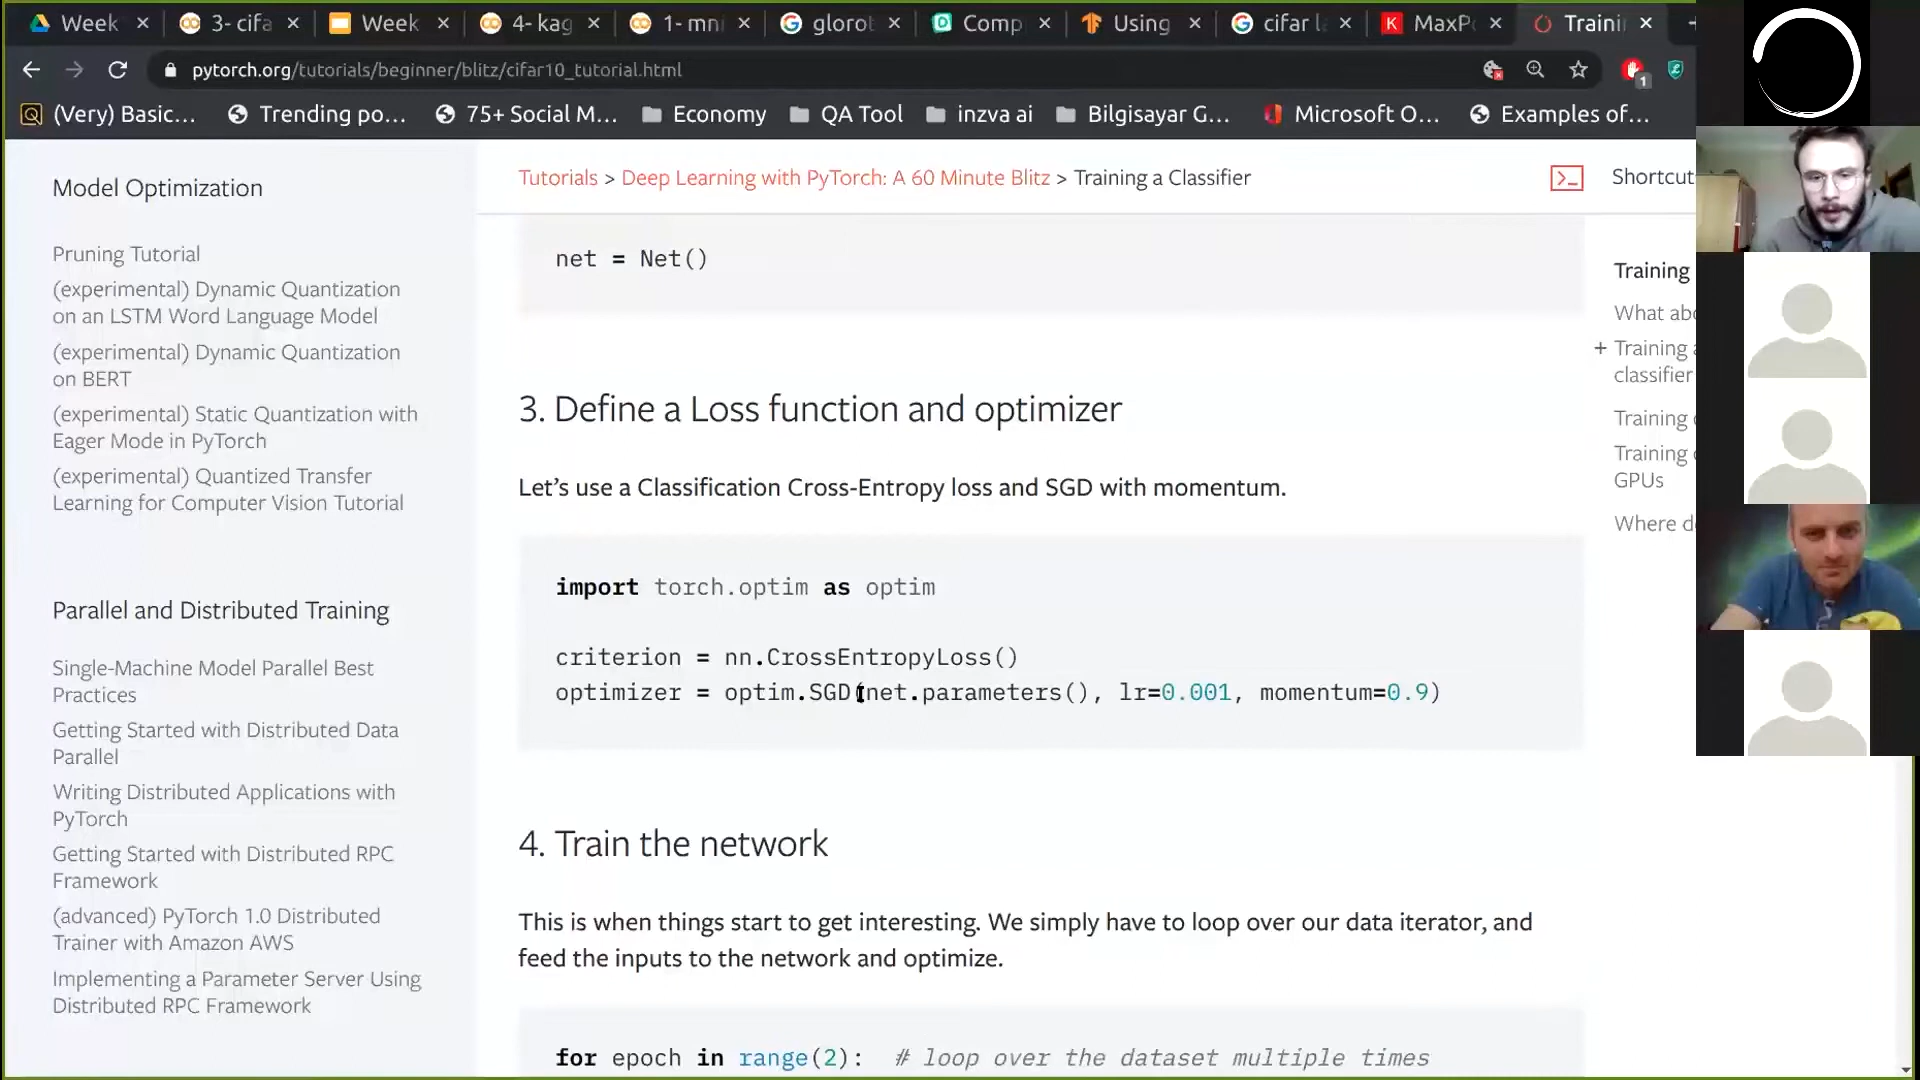 Week
3- cifa
Week
4- kag
1- mn
glorot
Comp
Using
cifar l
MaxPo
Traini
pytorch.org/tutorials/beginner/blitz/cifar10_tutorial.html
1
(Very) Basic...
Trending po...
75+ Social M...
Economy
QA Tool
inzva ai
Bilgisayar G...
Microsoft O...
Examples of...
Model Optimization
Pruning Tutorial
(experimental) Dynamic Quantization
on an LSTM Word Language Model
(experimental) Dynamic Quantization
on BERT
(experimental) Static Quantization with
Eager Mode in PyTorch
(experimental) Quantized Transfer
Learning for Computer Vision Tutorial
Parallel and Distributed Training
Single-Machine Model Parallel Best
Practices
Getting Started with Distributed Data
Parallel
Writing Distributed Applications with
PyTorch
Getting Started with Distributed RPC
Framework
(advanced) PyTorch 1.0 Distributed
Trainer with Amazon AWS
Implementing a Parameter Server Using
Distributed RPC Framework
Tutorials > Deep Learning with PyTorch: A 60 Minute Blitz > Training a Classifier
Shortcut
net = Net()
3. Define a Loss function and optimizer
Let's use a Classification Cross-Entropy loss and SGD with momentum.
import torch.optim as optim
criterion = nn.CrossEntropyLoss()
optimizer = optim.SGD(net.parameters(), lr=0.001, momentum=0.9)
4. Train the network
This is when things start to get interesting. We simply have to loop over our data iterator, and
feed the inputs to the network and optimize.
for epoch in range(2):  # loop over the dataset multiple times
Training
What abo
+ Training a
classifier
Training o
Training o
GPUs
Where do